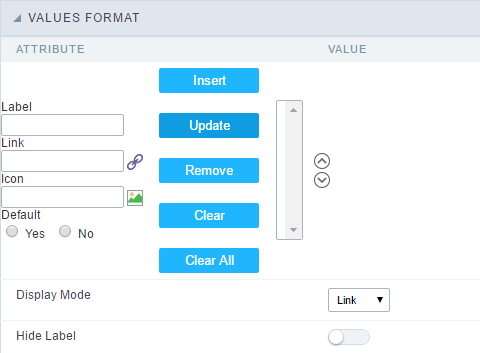 VALUES FORMAT
ATTRIBUTE VALUE
Insert
Label
Update
Link
Remove
Icon
Default
Clear
Yes No
Clear All
Display Mode Link
Hide Label